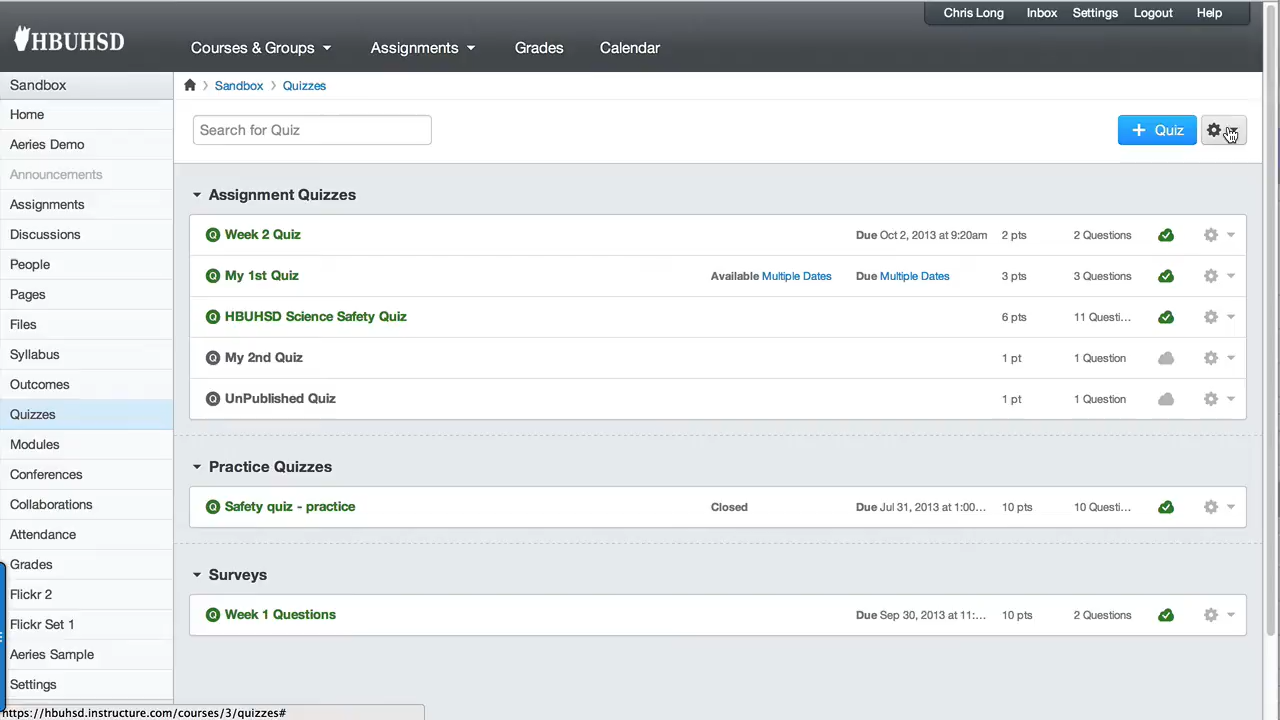 Chris Long Inbox Settings Logout Help
HBUHSD
Courses & Groups Assignments Grades Calendar
Sandbox
Home
Aeries Demo
Announcements
Assignments
Discussions
People
Pages
Files
Syllabus
Outcomes
Quizzes
Modules
Conferences
Collaborations
Attendance
Grades
Flickr 2
Flickr Set 1
Aeries Sample
Settings
Sandbox Quizzes
Search for Quiz
+ Quiz
Assignment Quizzes
Q Week 2 Quiz Due Oct 2, 2013 at 9:20am 2 pts 2 Questions
Q My 1st Quiz Available Multiple Dates Due Multiple Dates 3 pts 3 Questions
Q HBUHSD Science Safety Quiz 6 pts 11 Questi...
Q My 2nd Quiz 1 pt 1 Question
Q UnPublished Quiz 1 pt 1 Question
Practice Quizzes
Q Safety quiz - practice Closed Due Jul 31, 2013 at 1:00... 10 pts 10 Questi...
Surveys
Q Week 1 Questions Due Sep 30, 2013 at 11:... 10 pts 2 Questions
https://hbuhsd.instructure.com/courses/3/quizzes#